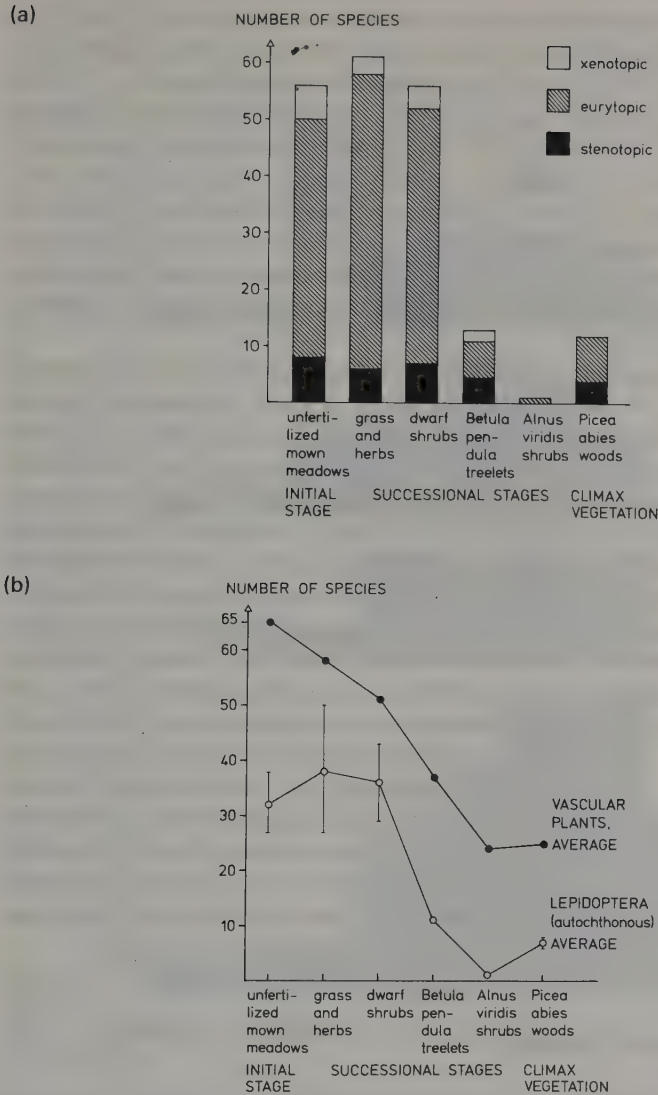 (a)
NUMBER OF SPECIES
60
50
40
30
20
10
xenotopic
eurytopic
stenotopic
unferti- grass dwarf Betula Alnus Picea
lized and shrubs pen- viridis abies
mown herbs dula shrubs woods
meadows treelets
INITIAL SUCCESSIONAL STAGES CLIMAX
STAGE VEGETATION
(b)
NUMBER OF SPECIES
65
60
50
40
30
20
10
VASCULAR
PLANTS,
AVERAGE
LEPIDOPTERA
(autochthonous)
AVERAGE
unferti- grass dwarf Betula Alnus Picea
lized and shrubs pen- viridis abies
mown herbs dula shrubs woods
meadows treelets
INITIAL SUCCESSIONAL STAGES CLIMAX
STAGE VEGETATION